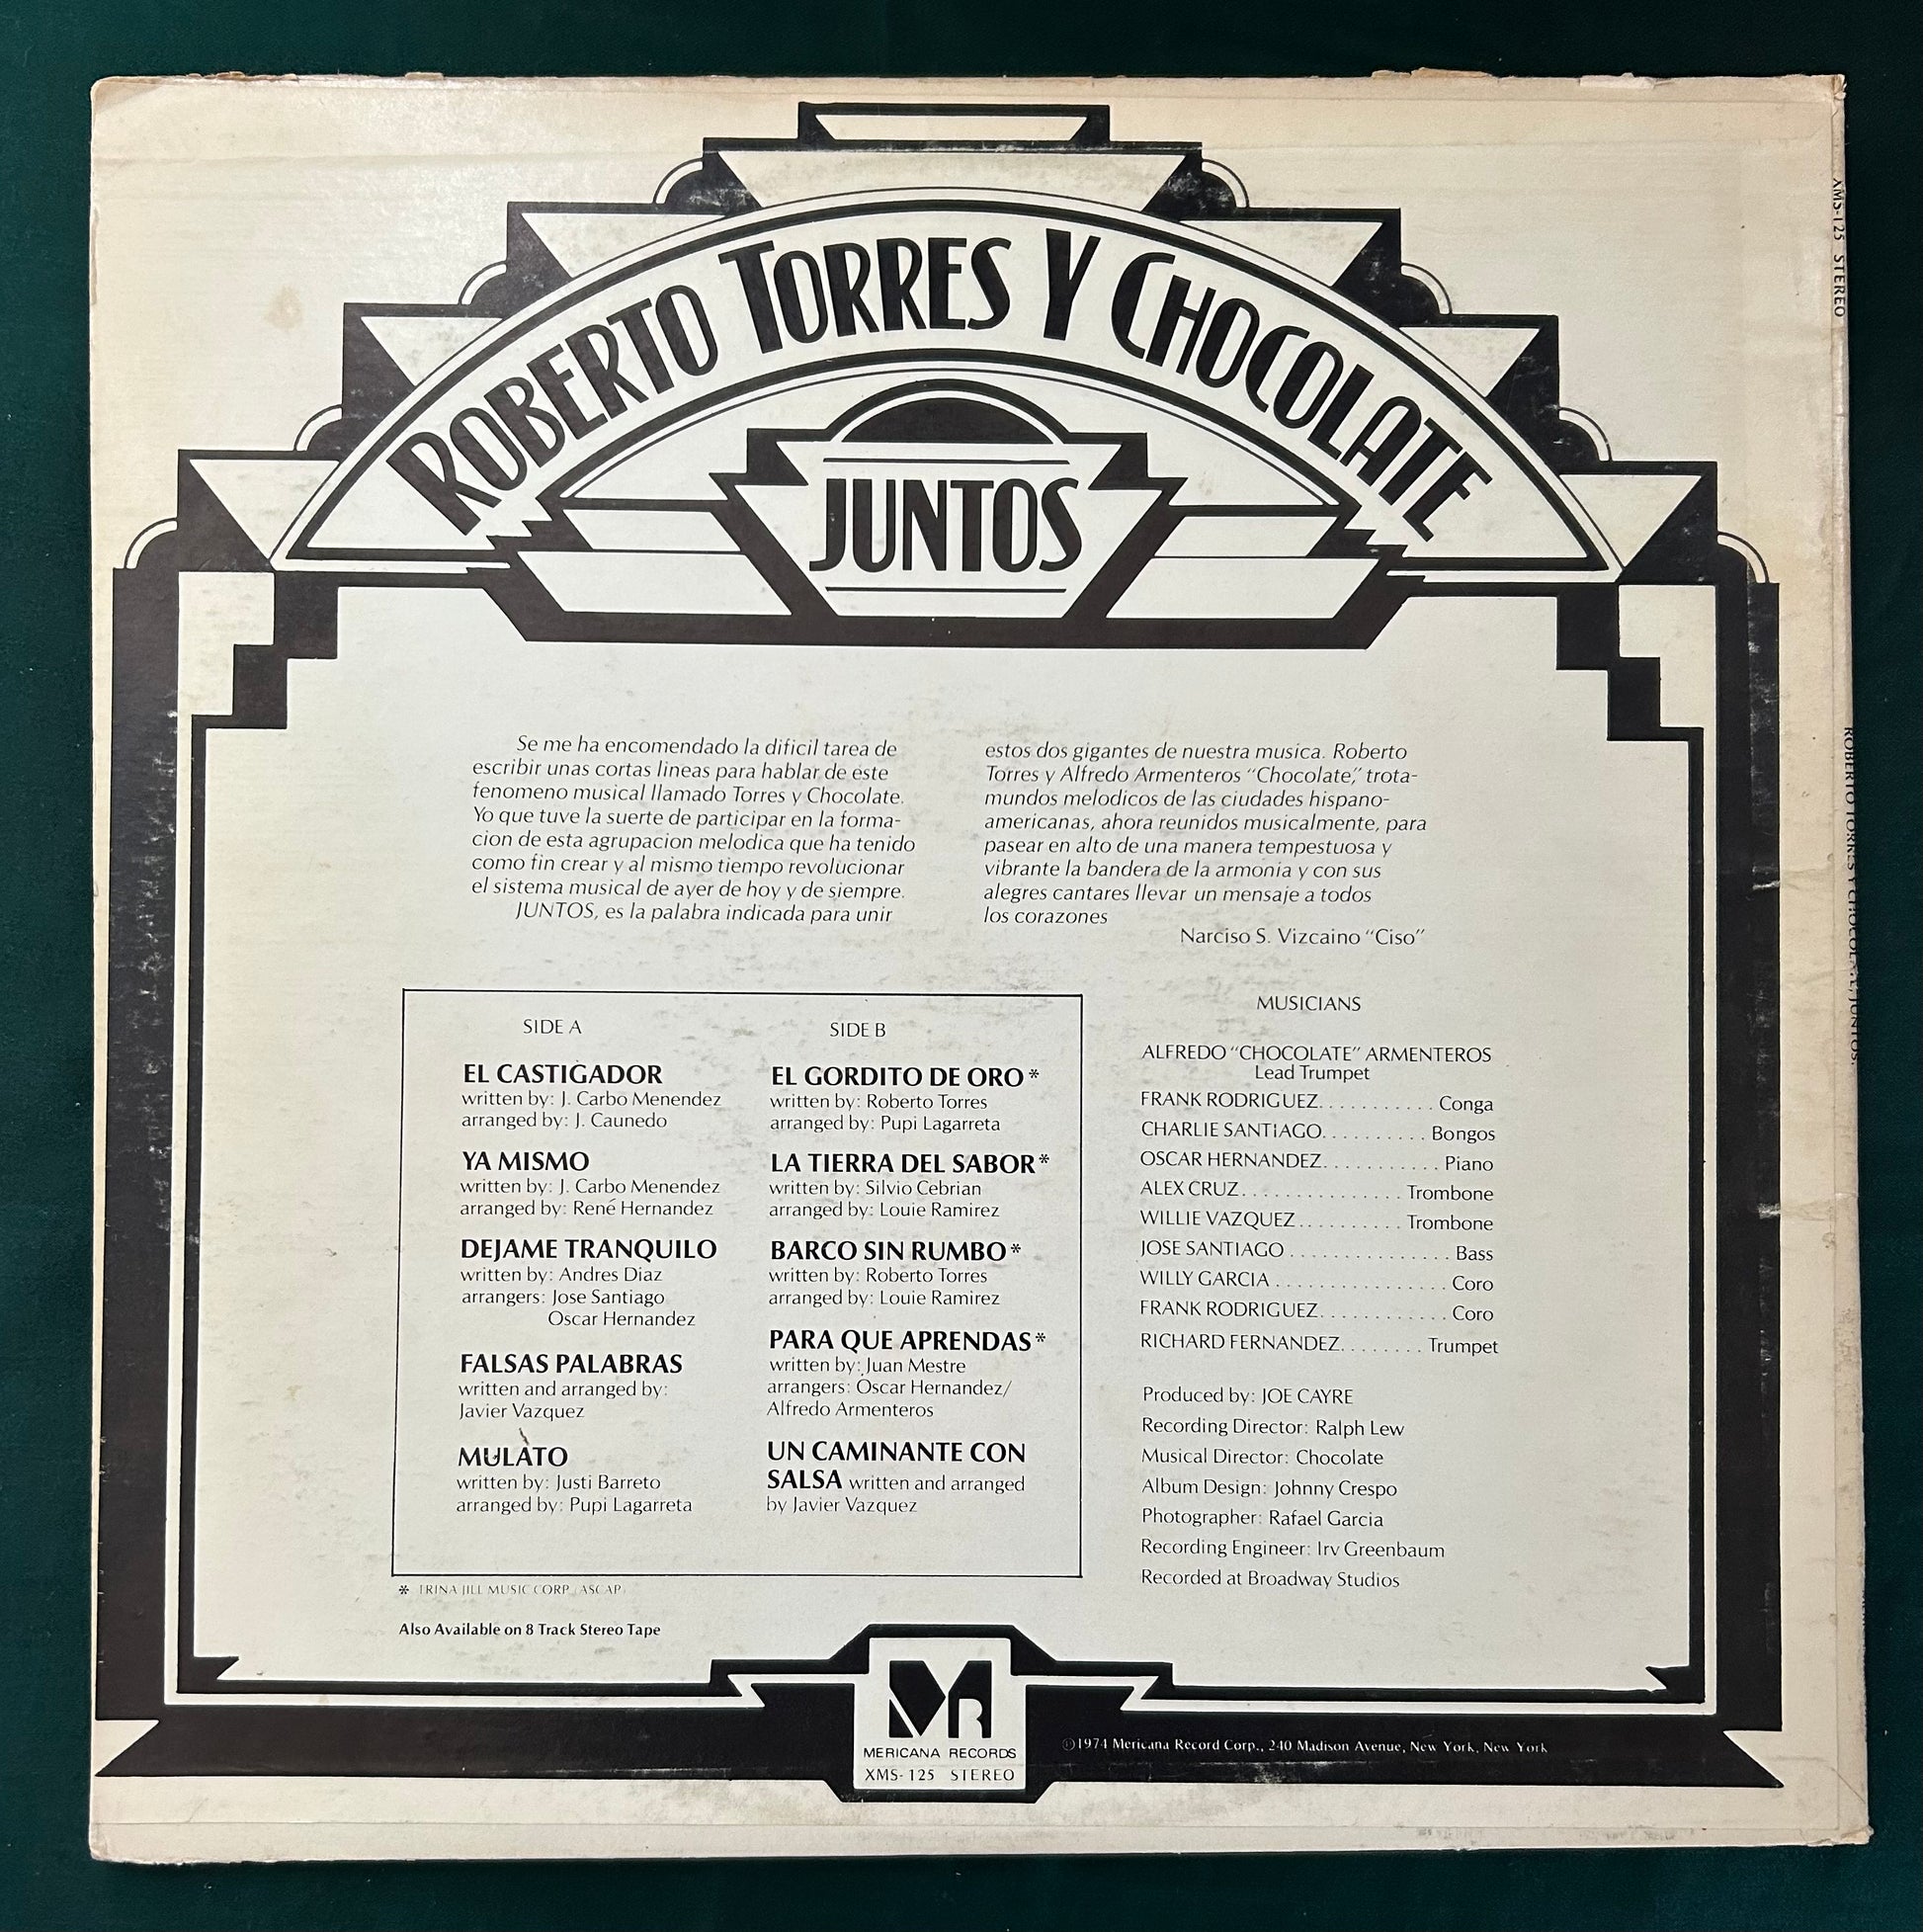 ROBERTO TORRES Y CHOCOLATE
JUNTOS
Se me ha encomendado la dificil tarea de
escribir unas cortas lineas para hablar de este
fenomeno musical llamado Torres y Chocolate.
Yo que tuve la suerte de participar en la forma-
cion de esta agrupacion melodica que ha tenido
como fin crear y al mismo tiempo revolucionar
el sistema musical de ayer de hoy y de siempre.
JUNTOS, es la palabra indicada para unir
estos dos gigantes de nuestra musica. Roberto
Torres y Alfredo Armenteros "Chocolate," trota-
mundos melodicos de las ciudades hispano-
americanas, ahora reunidos musicalmente, para
pasear en alto de una manera tempestuosa y
vibrante la bandera de la armonia y con sus
alegres cantares llevar un mensaje a todos
los corazones
Narciso S. Vizcaino "Ciso"
SIDE A
EL CASTIGADOR
written by: J. Carbo Menendez
arranged by: J. Caunedo
YA MISMO
written by: J. Carbo Menendez
arranged by: René Hernandez
DEJAME TRANQUILO
written by: Andres Diaz
arrangers: Jose Santiago
Oscar Hernandez
FALSAS PALABRAS
written and arranged by:
Javier Vazquez
MULATO
written by: Justi Barreto
arranged by: Pupi Lagarreta
SIDE B
EL GORDITO DE ORO*
written by: Roberto Torres
arranged by: Pupi Lagarreta
LA TIERRA DEL SABOR*
written by: Silvio Cebrian
arranged by: Louie Ramirez
BARCO SIN RUMBO*
written by: Roberto Torres
arranged by: Louie Ramirez
PARA QUE APRENDAS*
written by: Juan Mestre
arrangers: Oscar Hernandez/
Alfredo Armenteros
UN CAMINANTE CON
SALSA written and arranged
by Javier Vazquez
* TRINA JILL MUSIC CORP. (ASCAP)
Also Available on 8 Track Stereo Tape
MUSICIANS
ALFREDO "CHOCOLATE" ARMENTEROS
Lead Trumpet
FRANK RODRIGUEZ........... Conga
CHARLIE SANTIAGO.......... Bongos
OSCAR HERNANDEZ........... Piano
ALEX CRUZ............... Trombone
WILLIE VAZQUEZ.......... Trombone
JOSE SANTIAGO ............... Bass
WILLY GARCIA ................ Coro
FRANK RODRIGUEZ............ Coro
RICHARD FERNANDEZ........ Trumpet
Produced by: JOE CAYRE
Recording Director: Ralph Lew
Musical Director: Chocolate
Album Design: Johnny Crespo
Photographer: Rafael Garcia
Recording Engineer: Irv Greenbaum
Recorded at Broadway Studios
MR
MERICANA RECORDS
XMS-125 STEREO
℗1974 Mericana Record Corp., 240 Madison Avenue, New York, New York
XMS-125 STEREO
ROBERTO TORRES Y CHOCOLATE, JUNTOS.